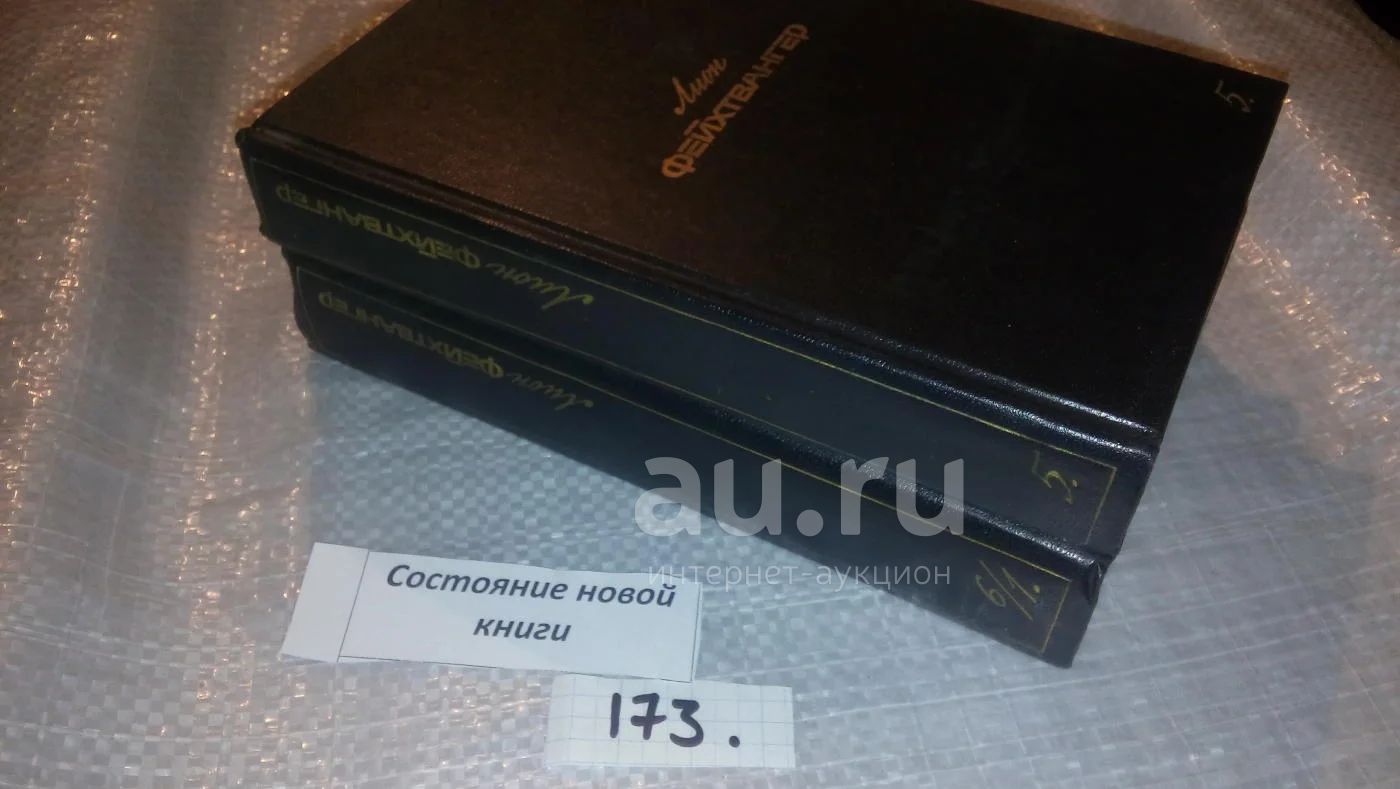 Лион
ФЕЙХТВАНГЕР
5.
Лион ФЕЙХТВАНГЕР
5.
Лион ФЕЙХТВАНГЕР
6/1.
au.ru
интернет-аукцион
Состояние новой
книги
173.